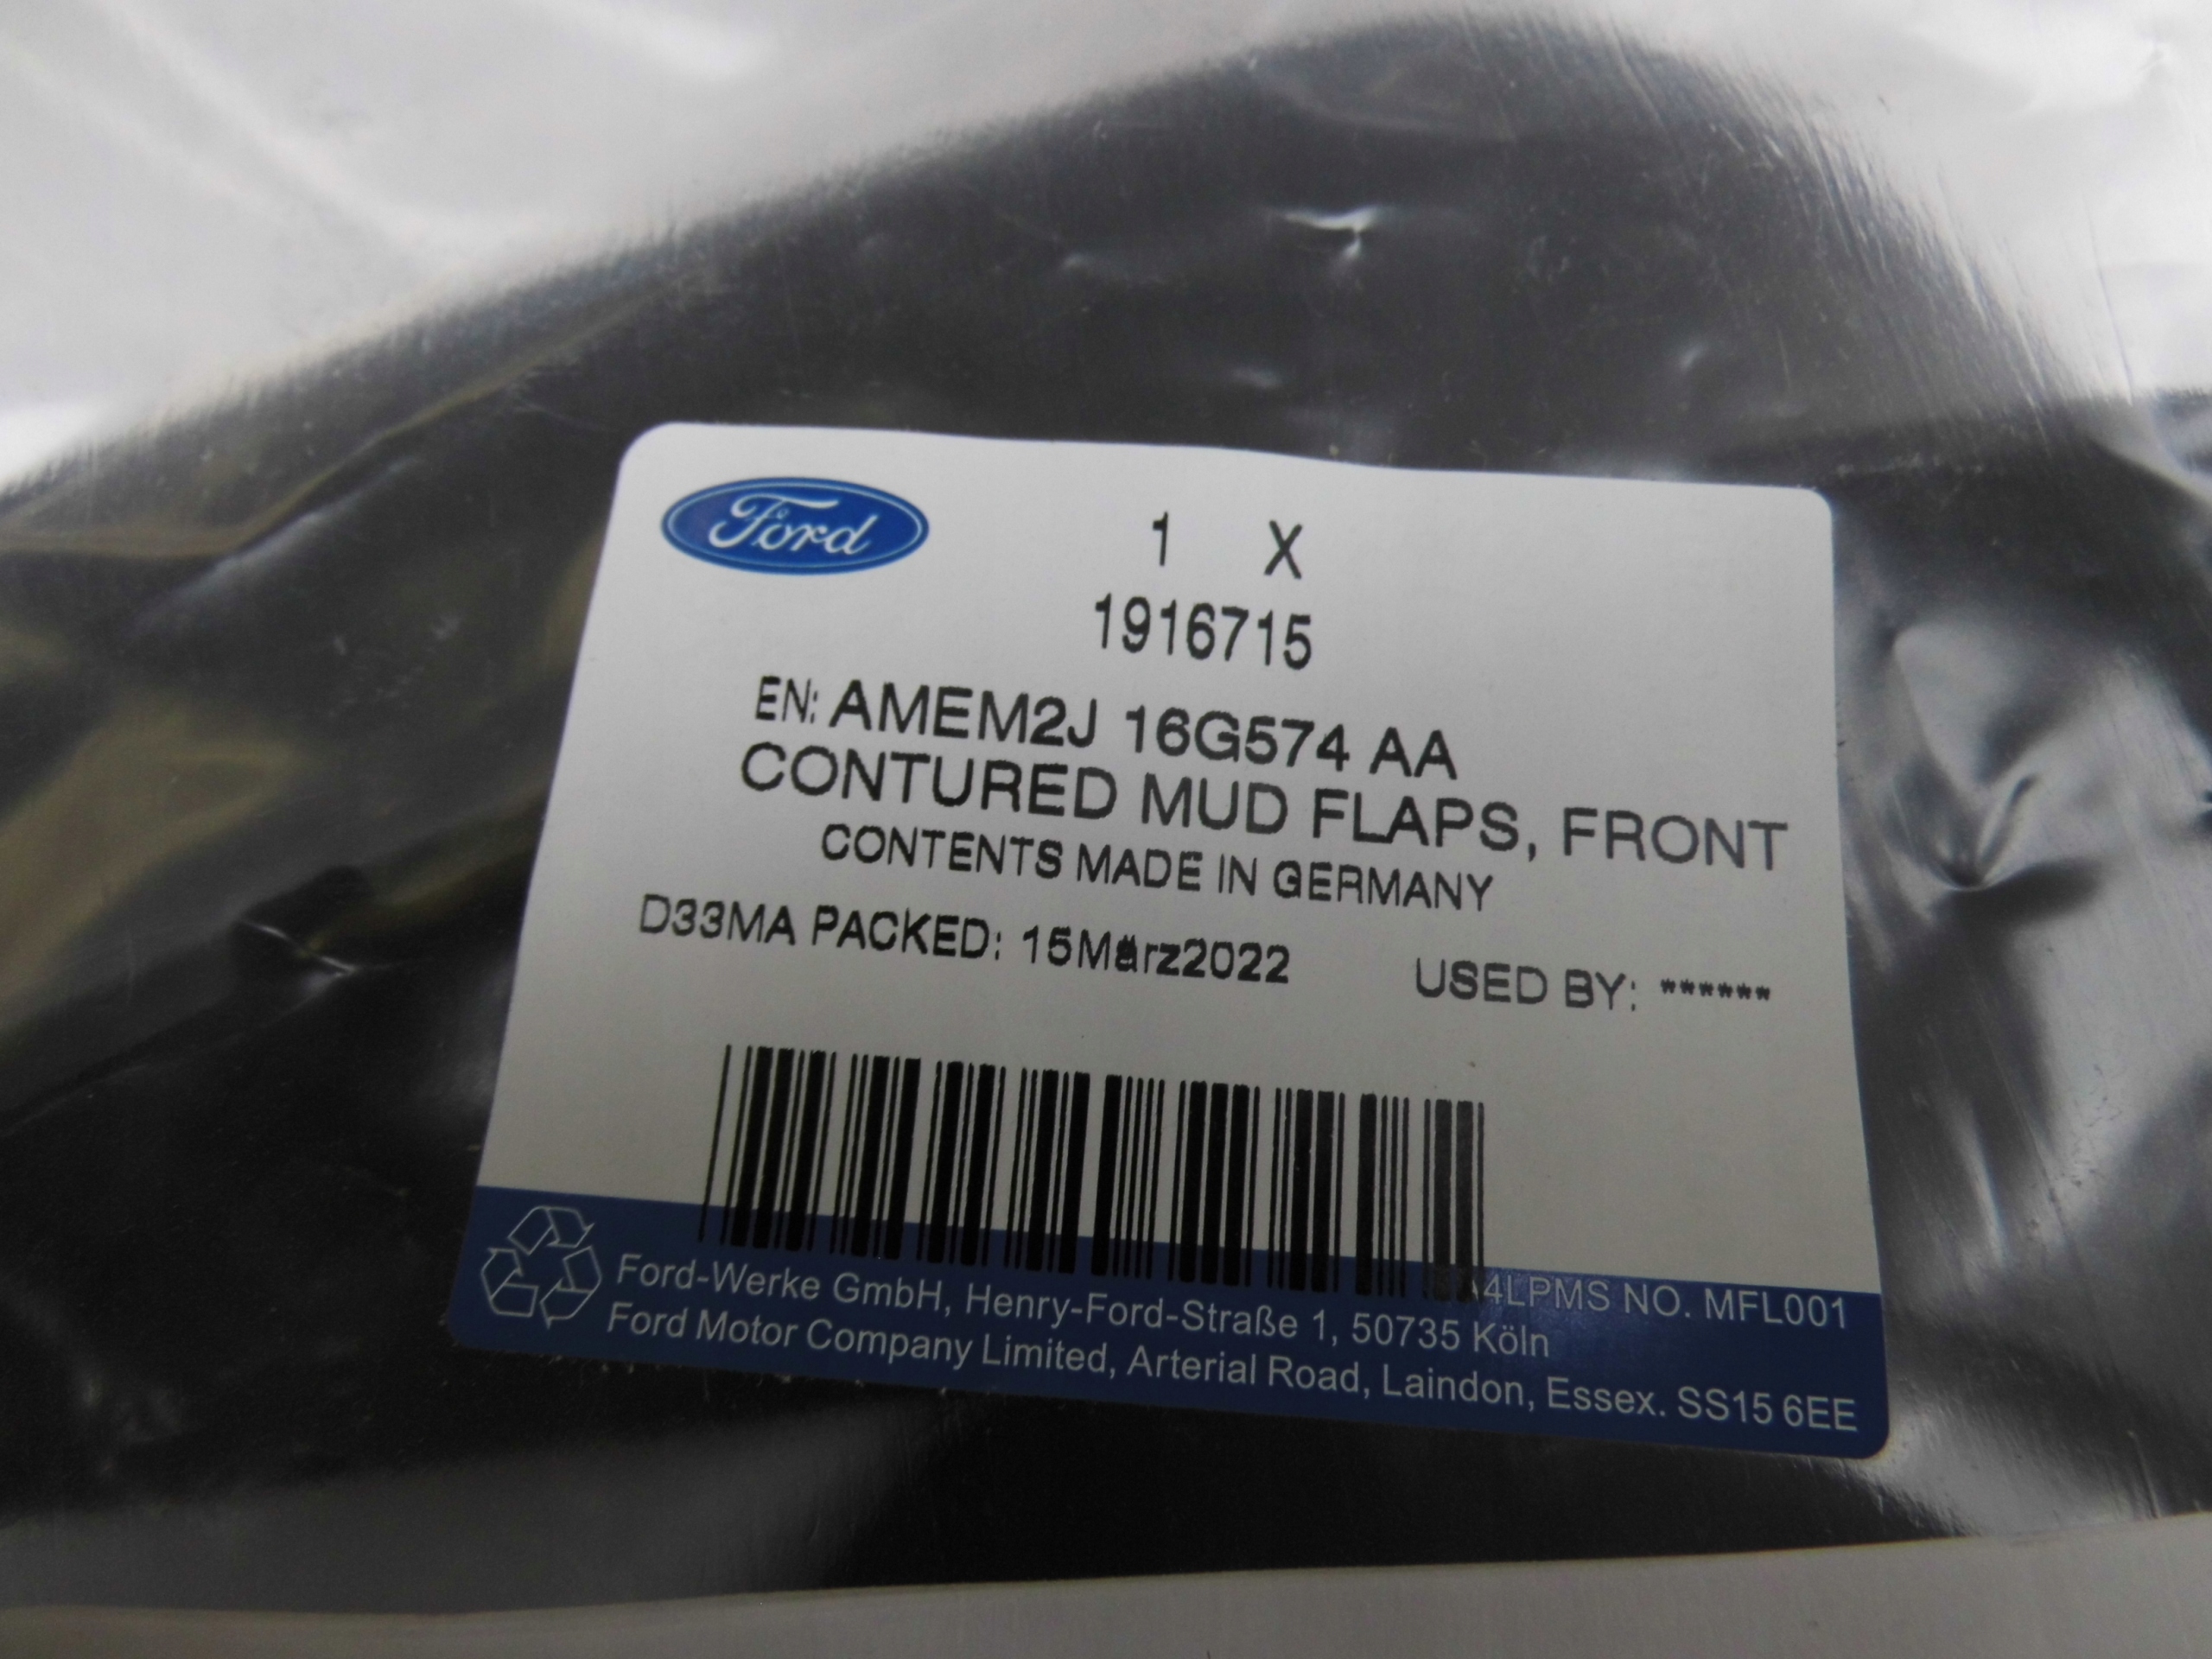 Ford
1 X
1916715
EN: AMEM2J 16G574 AA
CONTURED MUD FLAPS, FRONT
CONTENTS MADE IN GERMANY
D33MA PACKED: 15März2022 USED BY: ******
A4LPMS NO. MFL001
Ford-Werke GmbH, Henry-Ford-Straße 1, 50735 Köln
Ford Motor Company Limited, Arterial Road, Laindon, Essex. SS15 6EE